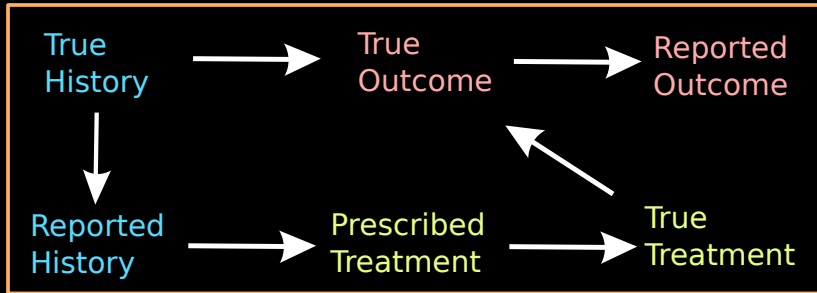 True
History
True
Outcome
Reported
Outcome
Reported
History
Prescribed
Treatment
True
Treatment